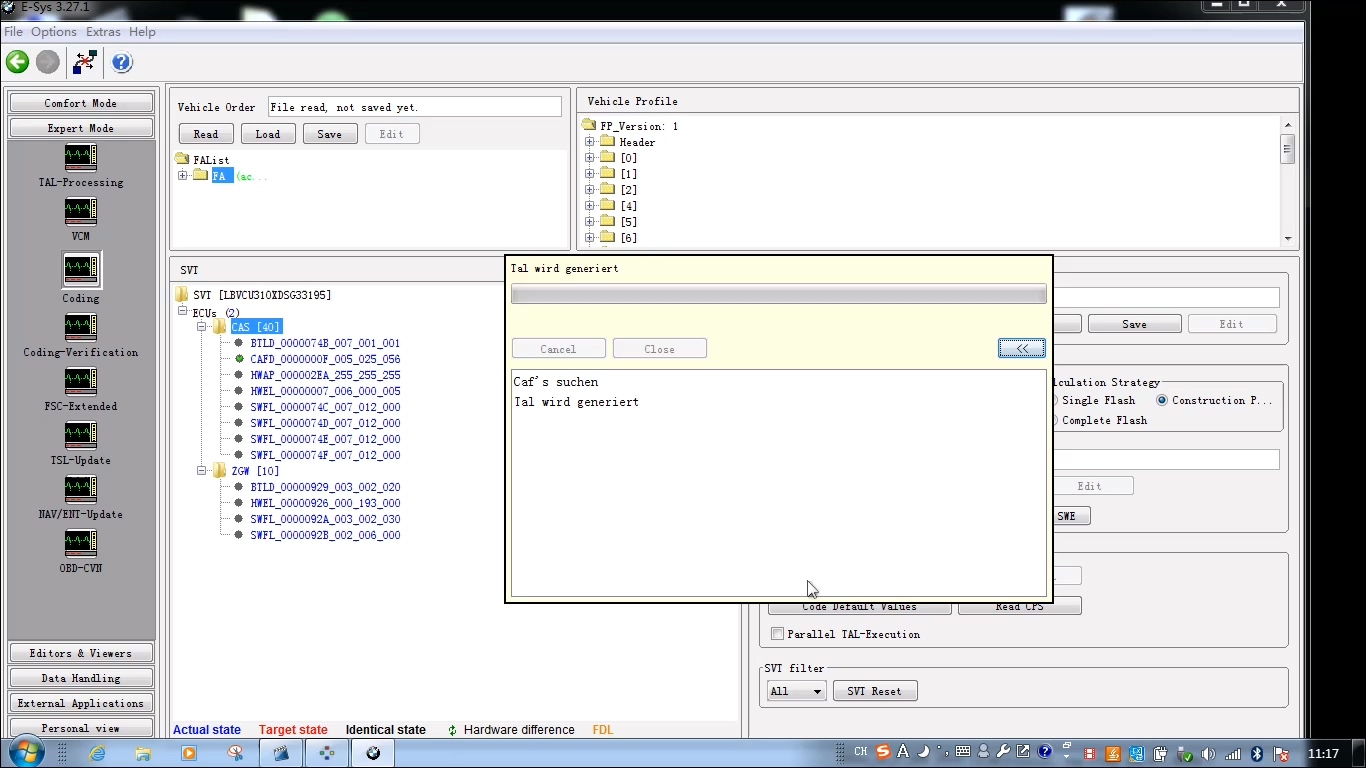 E-Sys 3.27.1
File Options Extras Help
Comfort Mode
Expert Mode
TAL-Processing
VCM
Coding
Coding-Verification
FSC-Extended
TSL-Update
NAV/ENT-Update
OBD-CVN
Editors & Viewers
Data Handling
External Applications
Personal view
Vehicle Order File read, not saved yet.
Read Load Save Edit
FAList
FA (ac...
Vehicle Profile
FP_Version: 1
Header
[0]
[1]
[2]
[4]
[5]
[6]
SVT
SVT [LBVCU310XDSG33195]
ECUs (2)
CAS [40]
BTLD_0000074B_007_001_001
CAFD_0000000F_005_025_056
HWAP_000002EA_255_255_255
HWEL_00000007_006_000_005
SWFL_0000074C_007_012_000
SWFL_0000074D_007_012_000
SWFL_0000074E_007_012_000
SWFL_0000074F_007_012_000
ZGW [10]
BTLD_00000929_003_002_020
HWEL_00000926_000_193_000
SWFL_0000092A_003_002_030
SWFL_0000092B_002_006_000
Actual state Target state Identical state Hardware difference FDL
Tal wird generiert
Cancel Close <<
Caf's suchen
Tal wird generiert
Save Edit
lculation Strategy
Single Flash Construction P...
Complete Flash
Edit
SWE
Code Default Values Read CPS
Parallel TAL-Execution
SVT filter
All SVT Reset
CH
11:17